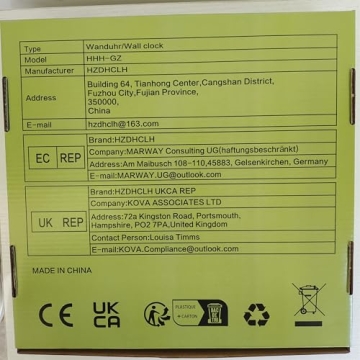 Type Wanduhr/Wall clock
Model HHH-GZ
Manufacturer HZDHCLH
Address Building 64, Tianhong Center,Cangshan District,
Fuzhou City,Fujian Province,
350000,
China
E-mail hzdhclh@163.com
EC REP
Brand:HZDHCLH
Company:MARWAY Consulting UG(haftungsbeschränkt)
Address:Am Maibusch 108-110,45883, Gelsenkirchen, Germany
E-mail:MARWAY.UG@outlook.com
UK REP
Brand:HZDHCLH UKCA REP
Company:KOVA ASSOCIATES LTD
Address:72a Kingston Road, Portsmouth,
Hampshire, PO2 7PA,United Kingdom
Contact Person:Louisa Timms
E-mail:KOVA.Compliance@outlook.com
MADE IN CHINA
CE
UK
CA